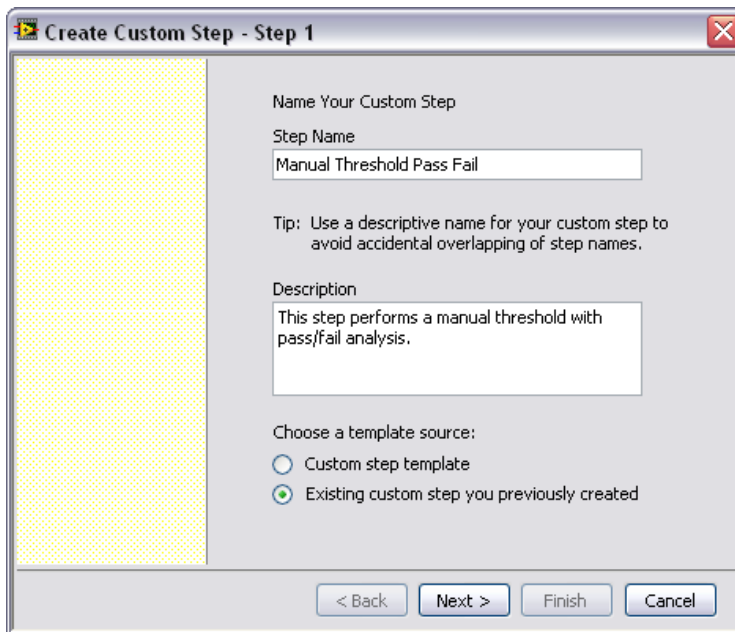 Create Custom Step - Step 1
Name Your Custom Step
Step Name
Manual Threshold Pass Fail
Tip: Use a descriptive name for your custom step to
avoid accidental overlapping of step names.
Description
This step performs a manual threshold with
pass/fail analysis.
Choose a template source:
Custom step template
Existing custom step you previously created
< Back
Next >
Finish
Cancel